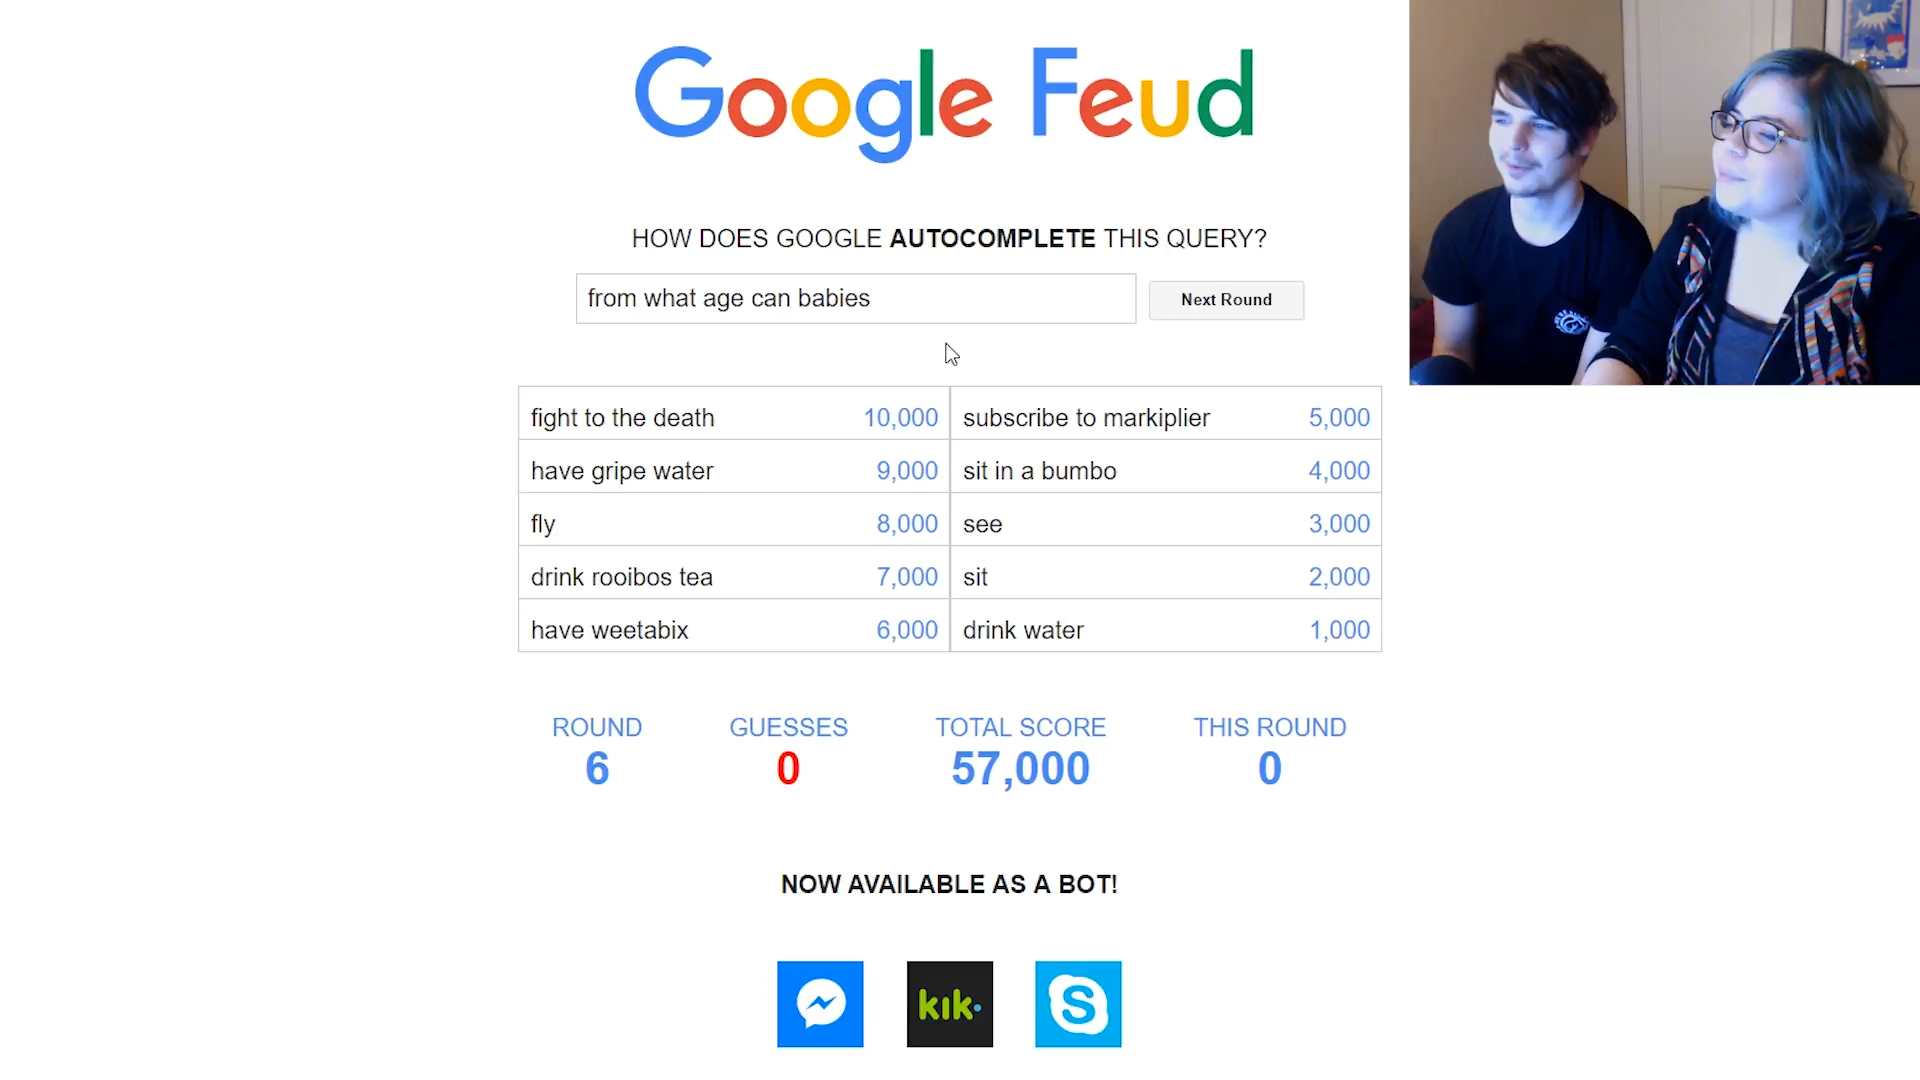 Google Feud
HOW DOES GOOGLE AUTOCOMPLETE THIS QUERY?
from what age can babies
Next Round
fight to the death 10,000
subscribe to markiplier 5,000
have gripe water 9,000
sit in a bumbo 4,000
fly 8,000
see 3,000
drink rooibos tea 7,000
sit 2,000
have weetabix 6,000
drink water 1,000
ROUND GUESSES TOTAL SCORE THIS ROUND
6 0 57,000 0
NOW AVAILABLE AS A BOT!
kik.
S